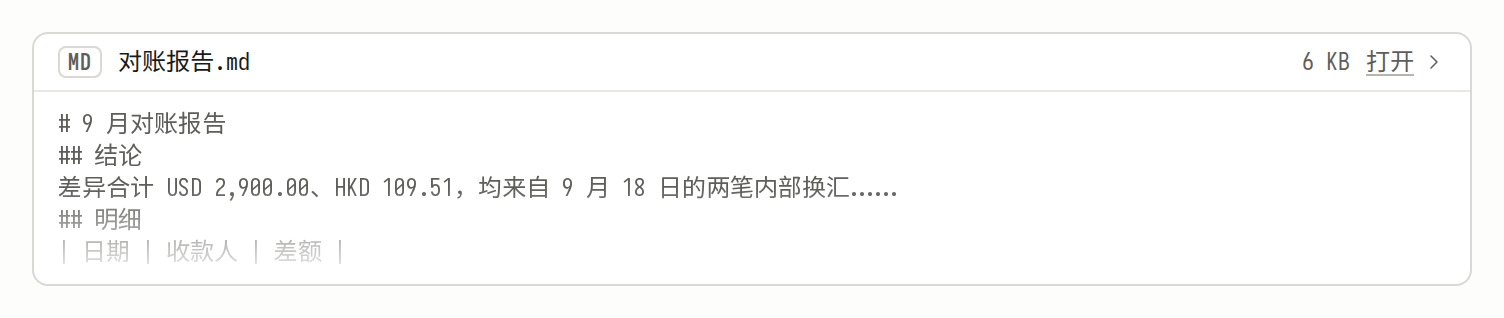 MD 对账报告.md 6 KB 打开 >
# 9 月对账报告
## 结论
差异合计 USD 2,900.00、HKD 109.51，均来自 9 月 18 日的两笔内部换汇......
## 明细
| 日期 | 收款人 | 差额 |